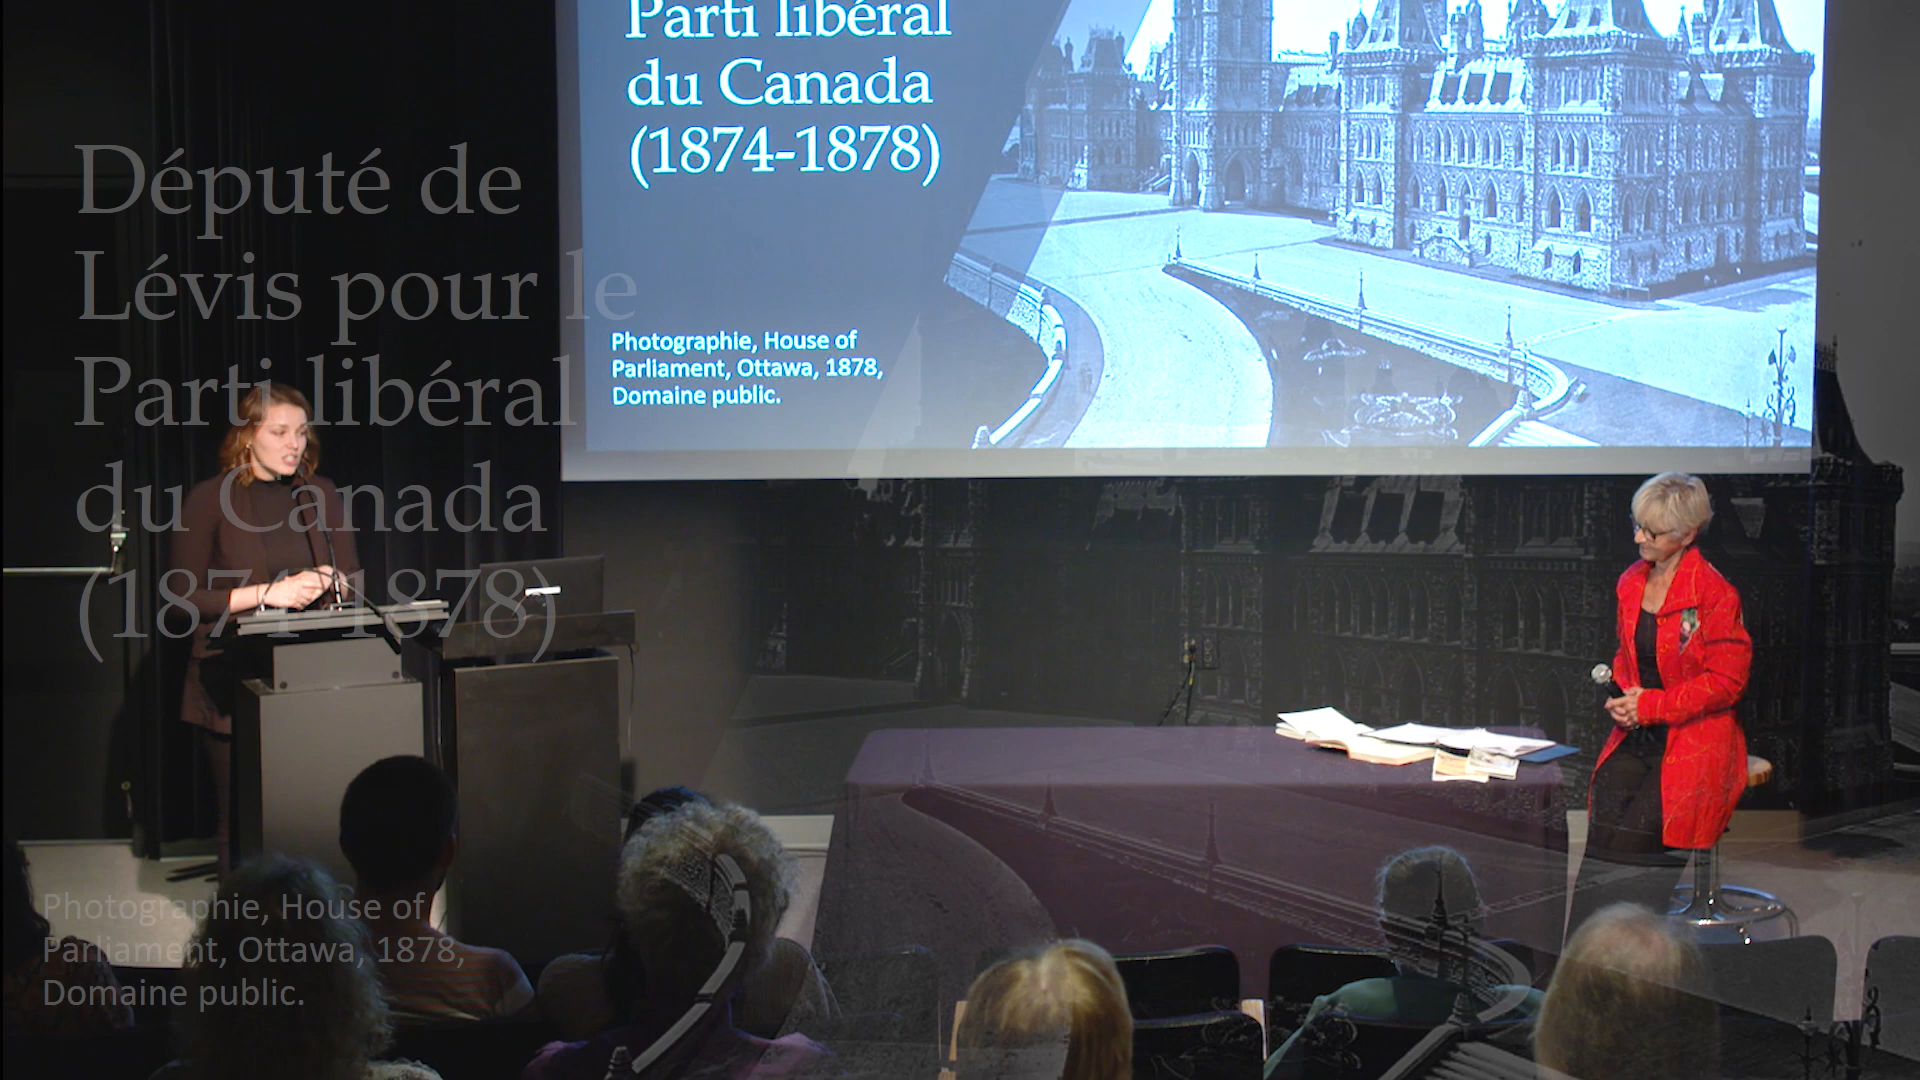 Parti libéral
du Canada
(1874-1878)
Photographie, House of
Parliament, Ottawa, 1878,
Domaine public.
Député de
Lévis pour le
Parti libéral
du Canada
(1874-1878)
Photographie, House of
Parliament, Ottawa, 1878,
Domaine public.